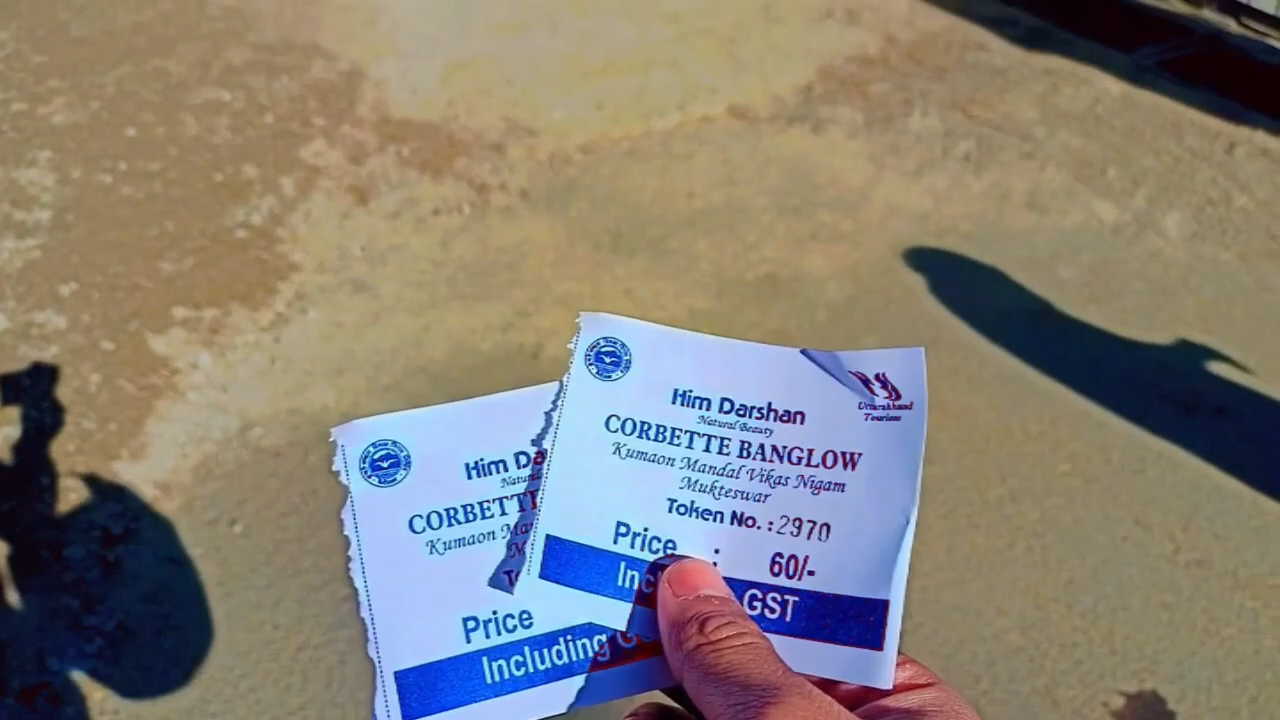 Him Darshan
Natural Beauty
CORBETTE BANGLOW
Kumaon Mandal Vikas Nigam
Mukteswar
Token No. : 2970
Price : 60/-
GST
Uttarakhand
Tourism
Him Da
CORBETT
Kumaon Ma
Price
Including